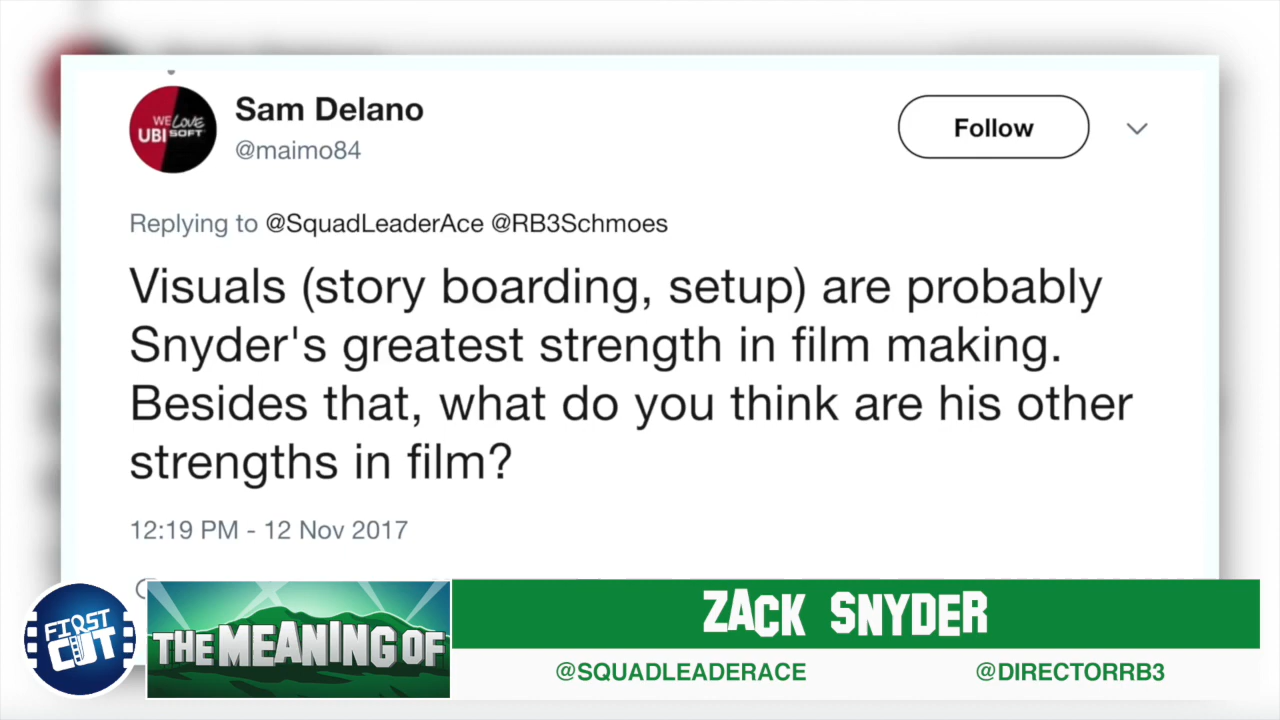 WE LOVE
UBISOFT
Sam Delano
@maimo84
Follow
Replying to @SquadLeaderAce @RB3Schmoes
Visuals (story boarding, setup) are probably
Snyder's greatest strength in film making.
Besides that, what do you think are his other
strengths in film?
12:19 PM - 12 Nov 2017
FIRST
CUT
THE MEANING OF
ZACK SNYDER
@SQUADLEADERACE
@DIRECTORRB3